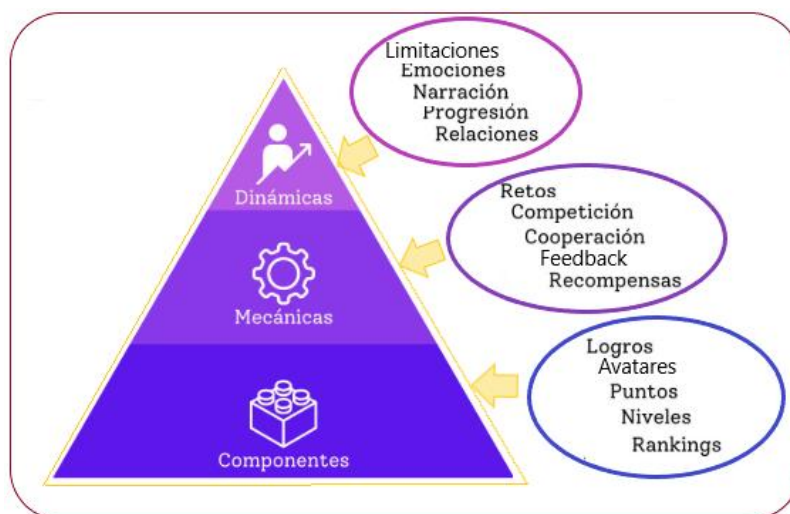 Limitaciones
Emociones
Narración
Progresión
Relaciones
Dinámicas
Retos
Competición
Cooperación
Feedback
Recompensas
Mecánicas
Logros
Avatares
Puntos
Niveles
Rankings
Componentes